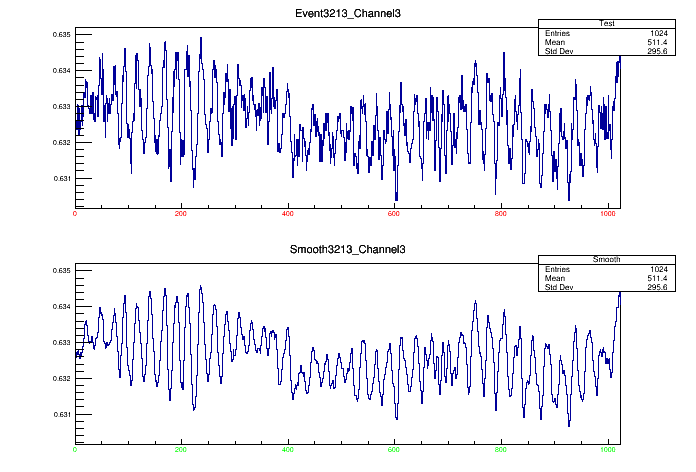 Event3213_Channel3
Test
Entries 1024
Mean 511.4
Std Dev 295.6
0.635
0.634
0.633
0.632
0.631
0 200 400 600 800 1000
Smooth3213_Channel3
Smooth
Entries 1024
Mean 511.4
Std Dev 295.6
0.635
0.634
0.633
0.632
0.631
0 200 400 600 800 1000